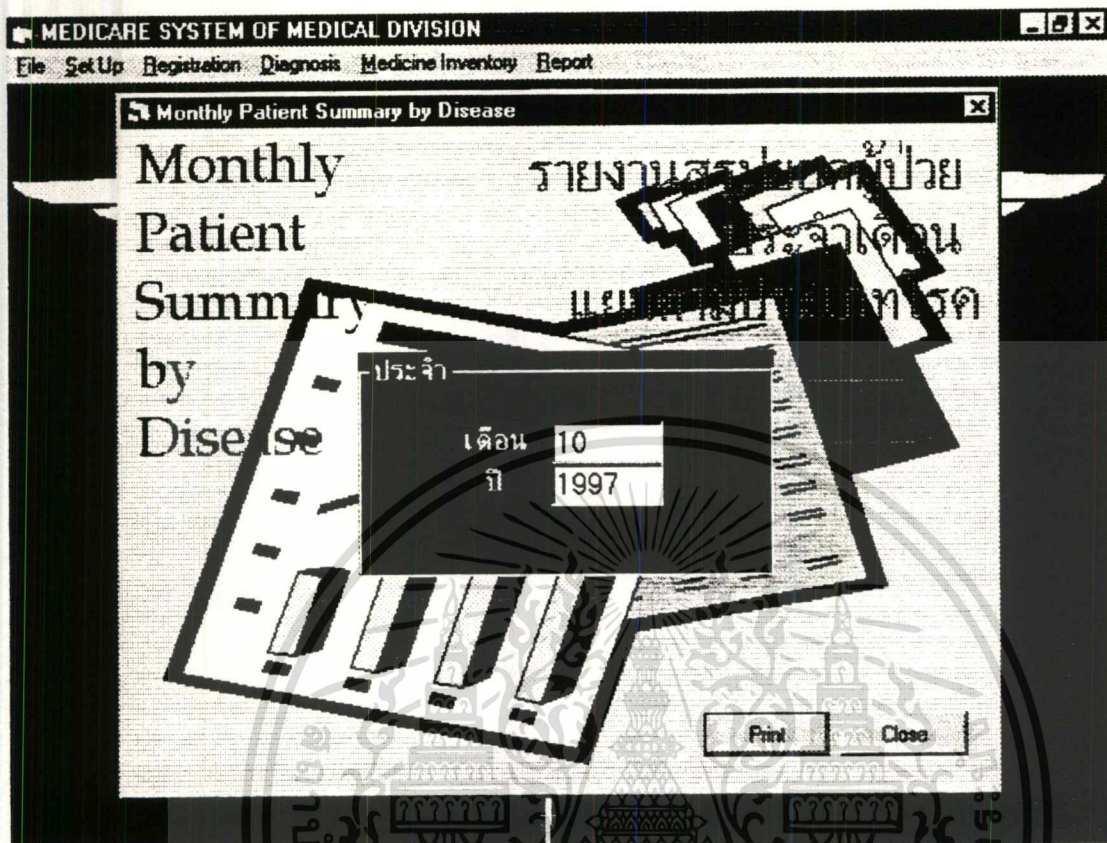 MEDICARE SYSTEM OF MEDICAL DIVISION
File Set Up Registration Diagnosis Medicine Inventory Report
Monthly Patient Summary by Disease
Monthly
Patient
Summary
by
Disease
รายงานสรุปยอดผู้ป่วย
ประจำเดือน
แยกตามประเภทโรค
ประจำ
เดือน 10
ปี 1997
Print Close